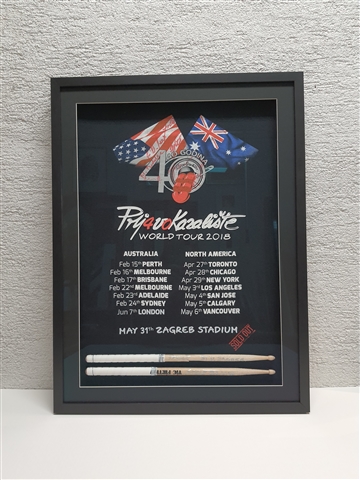 40 GODINA
Prlj4v0 Kazalište
WORLD TOUR 2018
AUSTRALIA
Feb 15th PERTH
Feb 16th MELBOURNE
Feb 17th BRISBANE
Feb 22nd MELBOURNE
Feb 23rd ADELAIDE
Feb 24th SYDNEY
Jun 7th LONDON
NORTH AMERICA
Apr 27th TORONTO
Apr 28th CHICAGO
Apr 29th NEW YORK
May 3rd LOS ANGELES
May 4th SAN JOSE
May 5th CALGARY
May 6th VANCOUVER
MAY 31th ZAGREB STADIUM
SOLD OUT